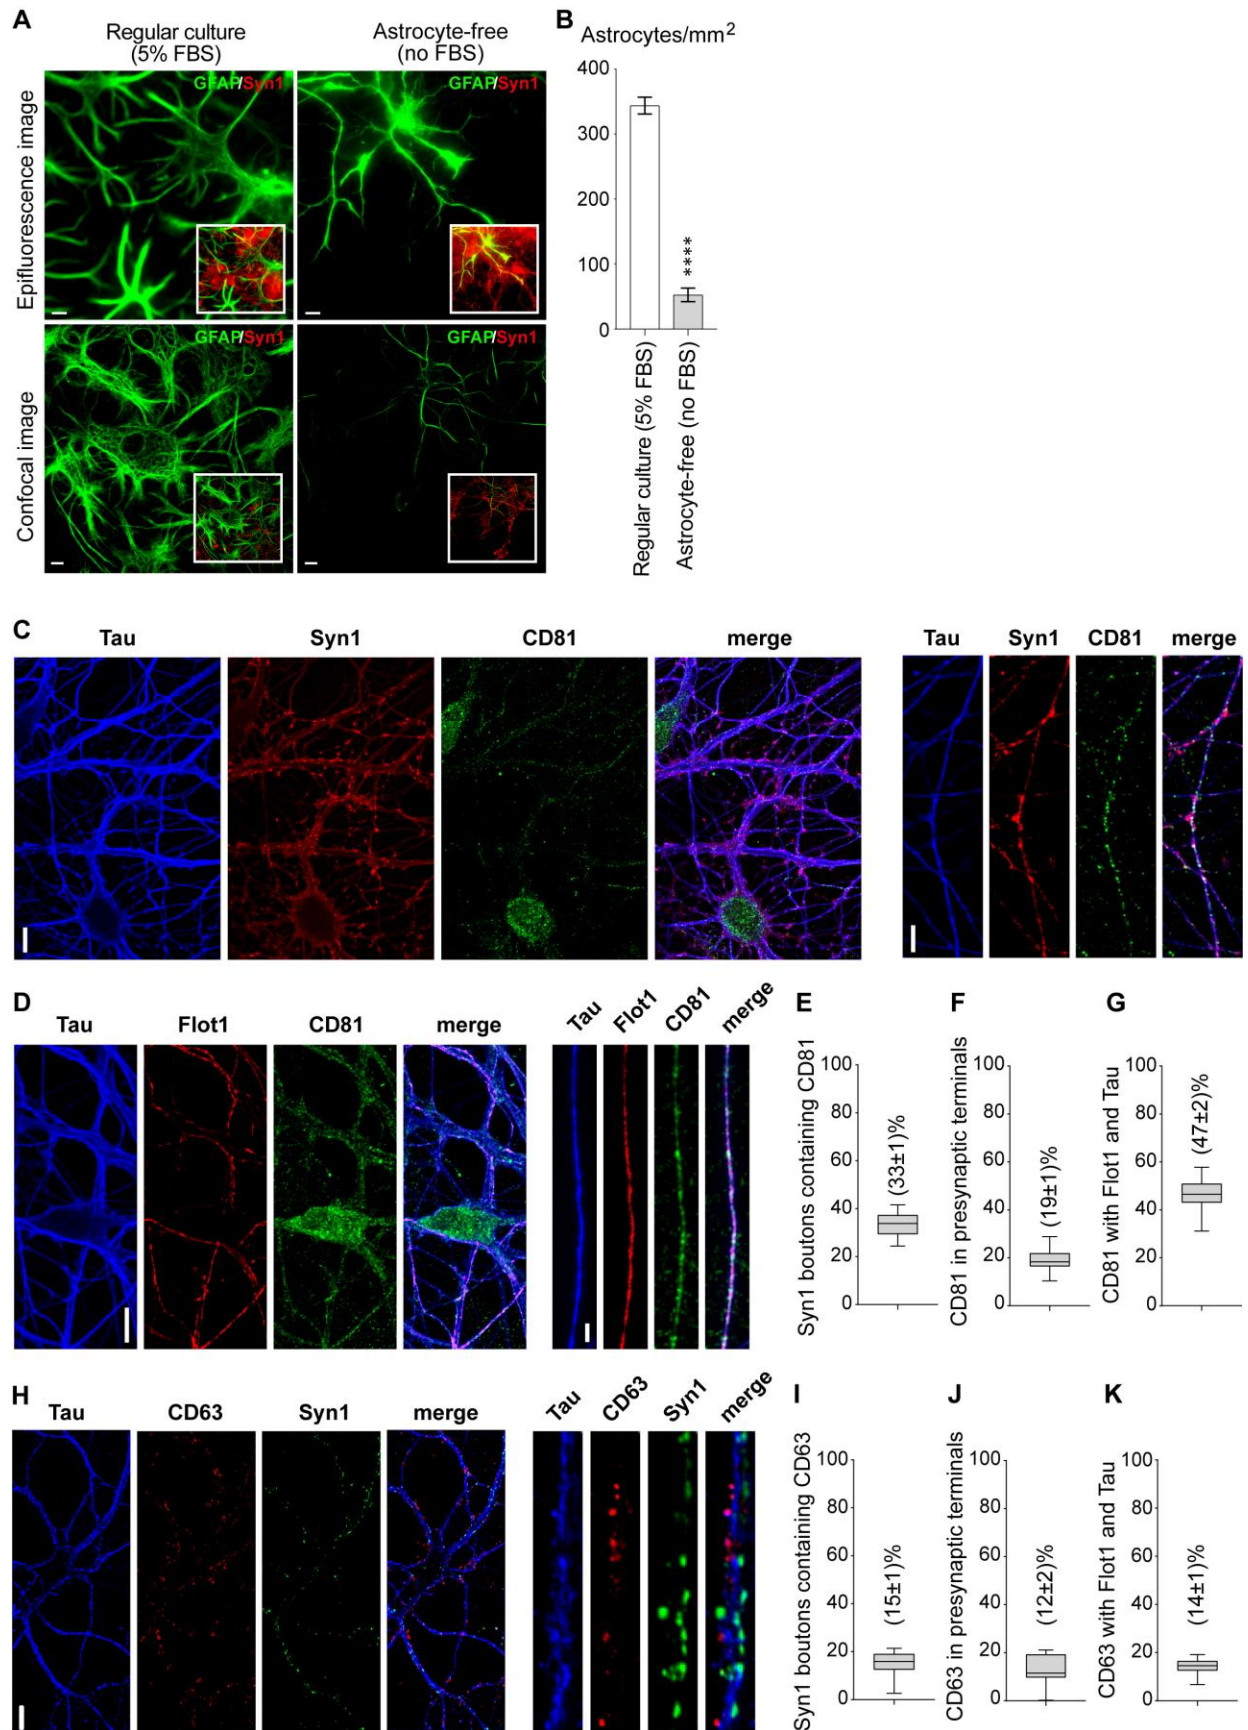 A
Regular culture
(5% FBS)
Astrocyte-free
(no FBS)
Epifluorescence image
GFAP/Syn1
GFAP/Syn1
Confocal image
GFAP/Syn1
GFAP/Syn1
B
Astrocytes/mm2
400
300
200
100
0
****
Regular culture (5% FBS)
Astrocyte-free (no FBS)
C
Tau
Syn1
CD81
merge
Tau
Syn1
CD81
merge
D
Tau
Flot1
CD81
merge
Tau
Flot1
CD81
merge
E
Syn1 boutons containing CD81
100
80
60
40
20
0
(33±1)%
F
CD81 in presynaptic terminals
100
80
60
40
20
0
(19±1)%
G
CD81 with Flot1 and Tau
100
80
60
40
20
0
(47±2)%
H
Tau
CD63
Syn1
merge
Tau
CD63
Syn1
merge
I
Syn1 boutons containing CD63
100
80
60
40
20
0
(15±1)%
J
CD63 in presynaptic terminals
100
80
60
40
20
0
(12±2)%
K
CD63 with Flot1 and Tau
100
80
60
40
20
0
(14±1)%